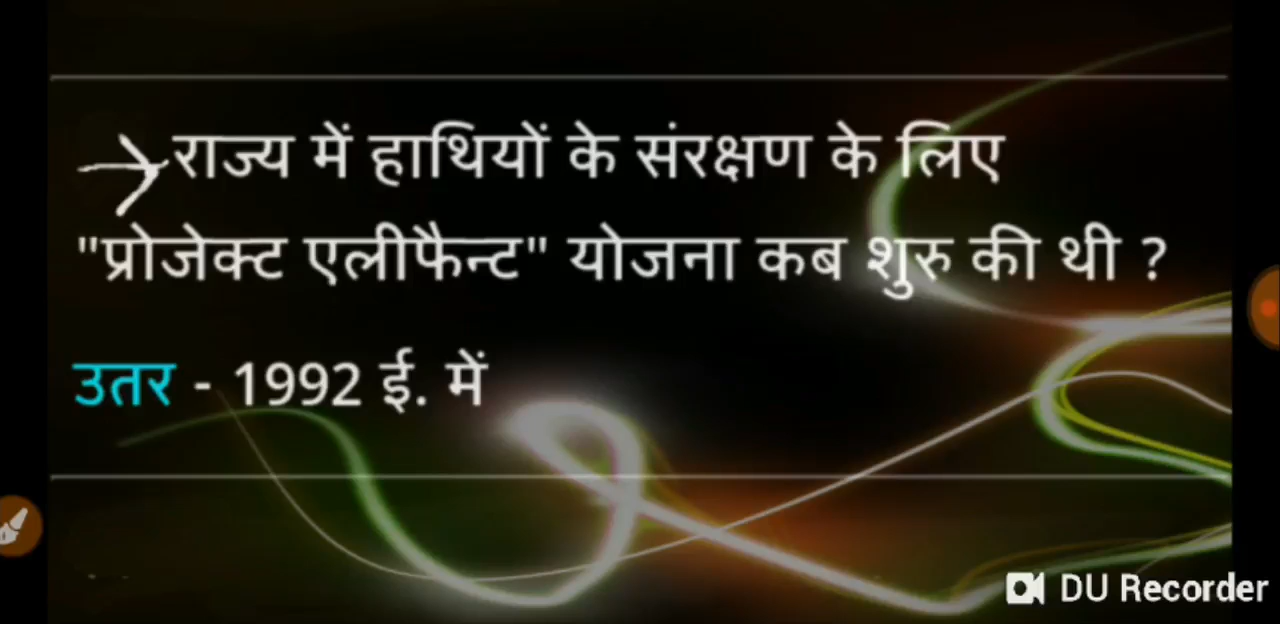 राज्य में हाथियों के संरक्षण के लिए
"प्रोजेक्ट एलीफैन्ट" योजना कब शुरु की थी ?
उतर - 1992 ई. में
DU Recorder